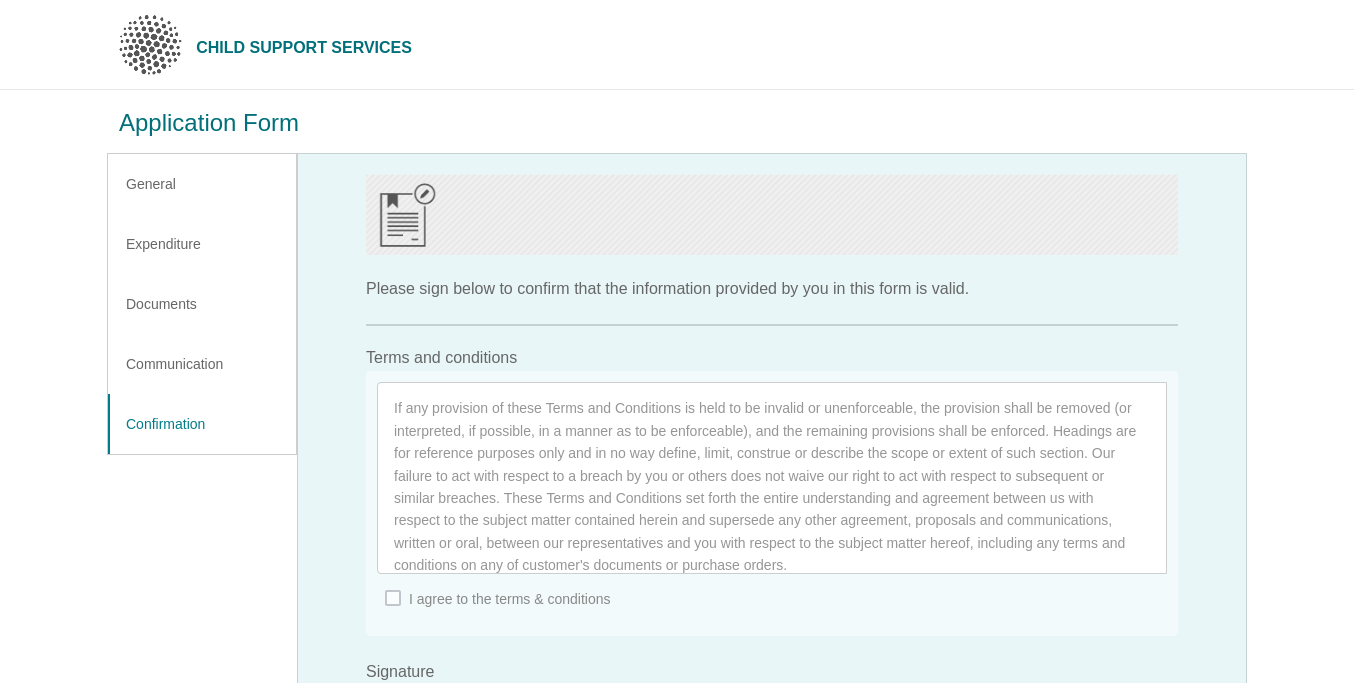 CHILD SUPPORT SERVICES
Application Form
General
Expenditure
Documents
Communication
Confirmation
Please sign below to confirm that the information provided by you in this form is valid.
Terms and conditions
If any provision of these Terms and Conditions is held to be invalid or unenforceable, the provision shall be removed (or
interpreted, if possible, in a manner as to be enforceable), and the remaining provisions shall be enforced. Headings are
for reference purposes only and in no way define, limit, construe or describe the scope or extent of such section. Our
failure to act with respect to a breach by you or others does not waive our right to act with respect to subsequent or
similar breaches. These Terms and Conditions set forth the entire understanding and agreement between us with
respect to the subject matter contained herein and supersede any other agreement, proposals and communications,
written or oral, between our representatives and you with respect to the subject matter hereof, including any terms and
conditions on any of customer's documents or purchase orders.
I agree to the terms & conditions
Signature